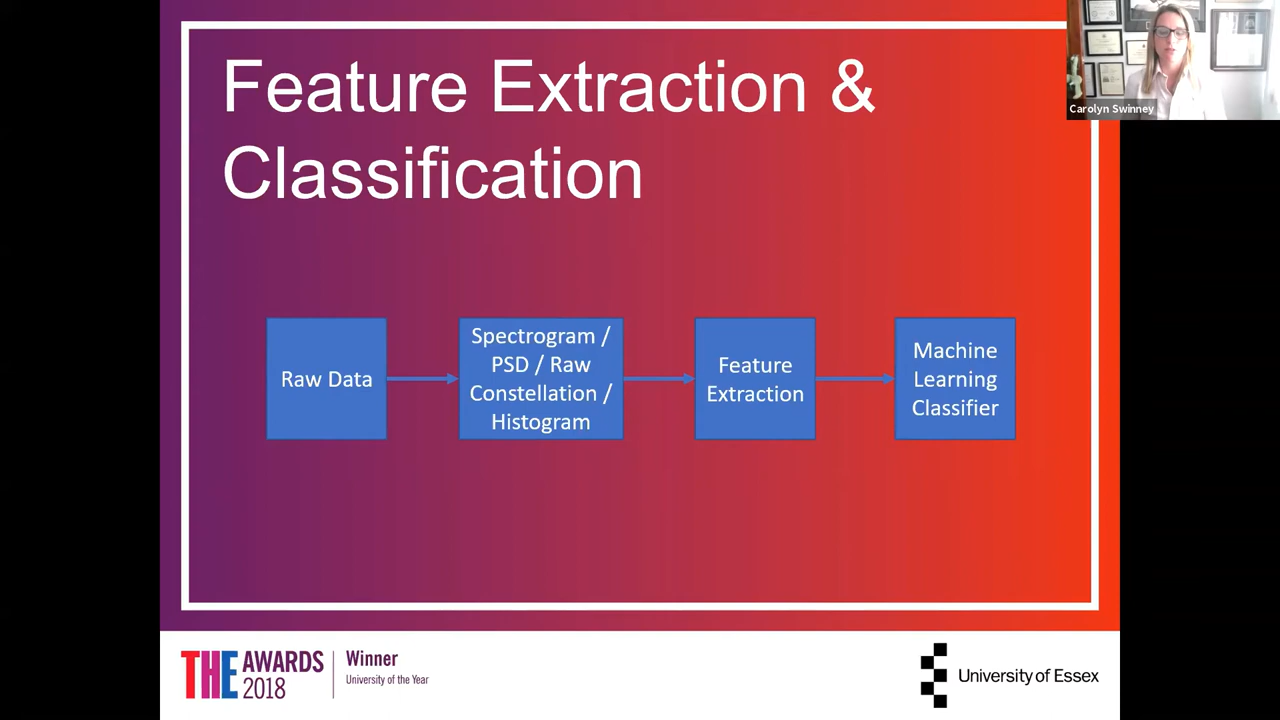 Feature Extraction &
Classification
Carolyn Swinney
Raw Data
Spectrogram /
PSD / Raw
Constellation /
Histogram
Feature
Extraction
Machine
Learning
Classifier
THE AWARDS
2018
Winner
University of the Year
University of Essex